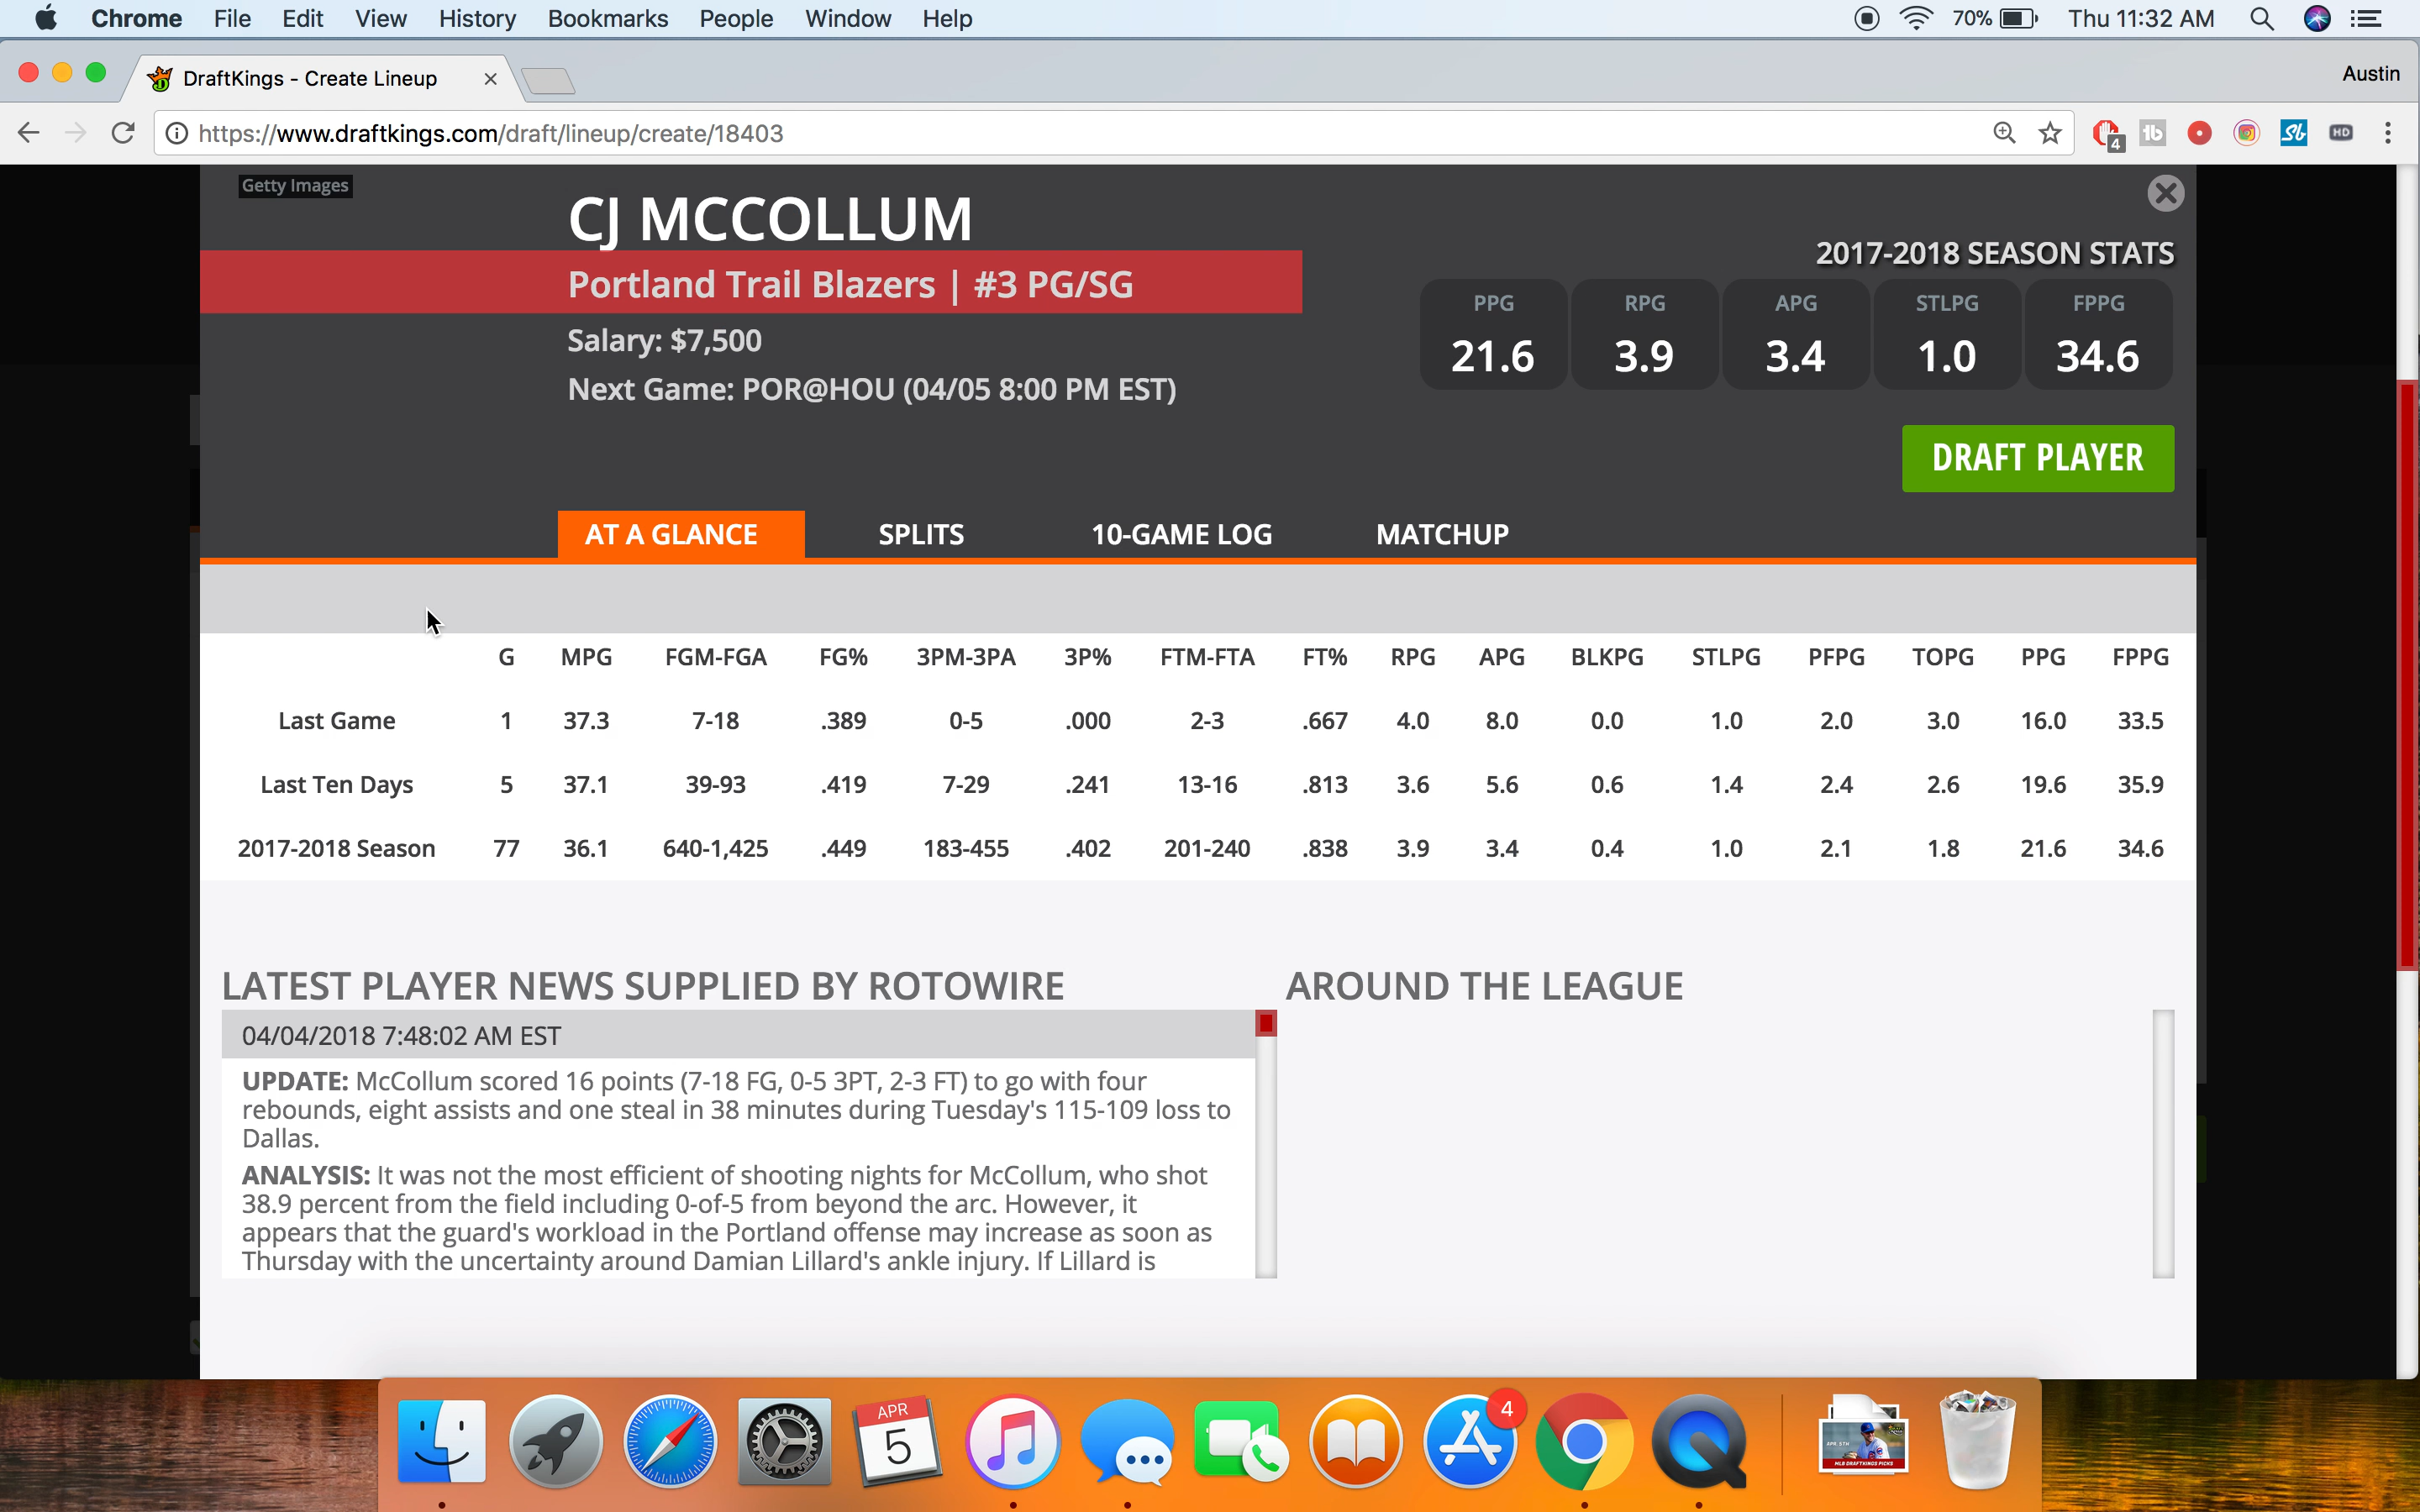 Chrome File Edit View History Bookmarks People Window Help 70% Thu 11:32 AM
DraftKings - Create Lineup Austin
https://www.draftkings.com/draft/lineup/create/18403 4 tb Sb HD
Getty Images
CJ MCCOLLUM
Portland Trail Blazers | #3 PG/SG
Salary: $7,500
Next Game: POR@HOU (04/05 8:00 PM EST)
2017-2018 SEASON STATS
PPG RPG APG STLPG FPPG
21.6 3.9 3.4 1.0 34.6
DRAFT PLAYER
AT A GLANCE SPLITS 10-GAME LOG MATCHUP
G MPG FGM-FGA FG% 3PM-3PA 3P% FTM-FTA FT% RPG APG BLKPG STLPG PFPG TOPG PPG FPPG
Last Game 1 37.3 7-18 .389 0-5 .000 2-3 .667 4.0 8.0 0.0 1.0 2.0 3.0 16.0 33.5
Last Ten Days 5 37.1 39-93 .419 7-29 .241 13-16 .813 3.6 5.6 0.6 1.4 2.4 2.6 19.6 35.9
2017-2018 Season 77 36.1 640-1,425 .449 183-455 .402 201-240 .838 3.9 3.4 0.4 1.0 2.1 1.8 21.6 34.6
LATEST PLAYER NEWS SUPPLIED BY ROTOWIRE
04/04/2018 7:48:02 AM EST
UPDATE: McCollum scored 16 points (7-18 FG, 0-5 3PT, 2-3 FT) to go with four
rebounds, eight assists and one steal in 38 minutes during Tuesday's 115-109 loss to
Dallas.
ANALYSIS: It was not the most efficient of shooting nights for McCollum, who shot
38.9 percent from the field including 0-of-5 from beyond the arc. However, it
appears that the guard's workload in the Portland offense may increase as soon as
Thursday with the uncertainty around Damian Lillard's ankle injury. If Lillard is
AROUND THE LEAGUE
APR
5
4
APR. 5TH
MLB DRAFTKINGS PICKS